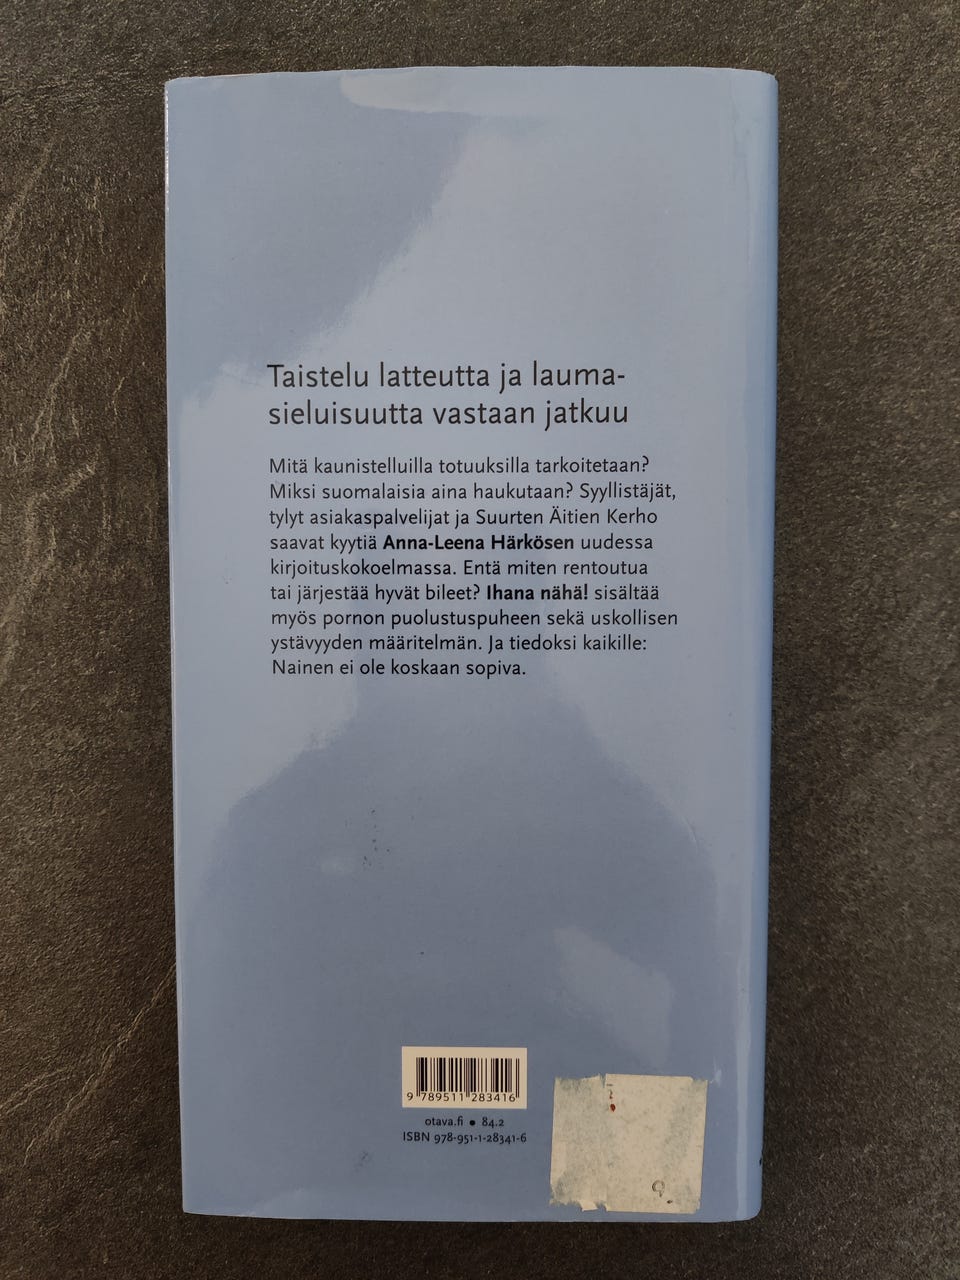 Taistelu latteutta ja lauma-
sieluisuutta vastaan jatkuu
Mitä kaunistelluilla totuuksilla tarkoitetaan?
Miksi suomalaisia aina haukutaan? Syyllistäjät,
tylyt asiakaspalvelijat ja Suurten Äitien Kerho
saavat kyytiä Anna-Leena Härkösen uudessa
kirjoituskokoelmassa. Entä miten rentoutua
tai järjestää hyvät bileet? Ihana nähä! sisältää
myös pornon puolustuspuheen sekä uskollisen
ystävyyden määritelmän. Ja tiedoksi kaikille:
Nainen ei ole koskaan sopiva.
9 789511 283416
otava.fi • 84.2
ISBN 978-951-1-28341-6